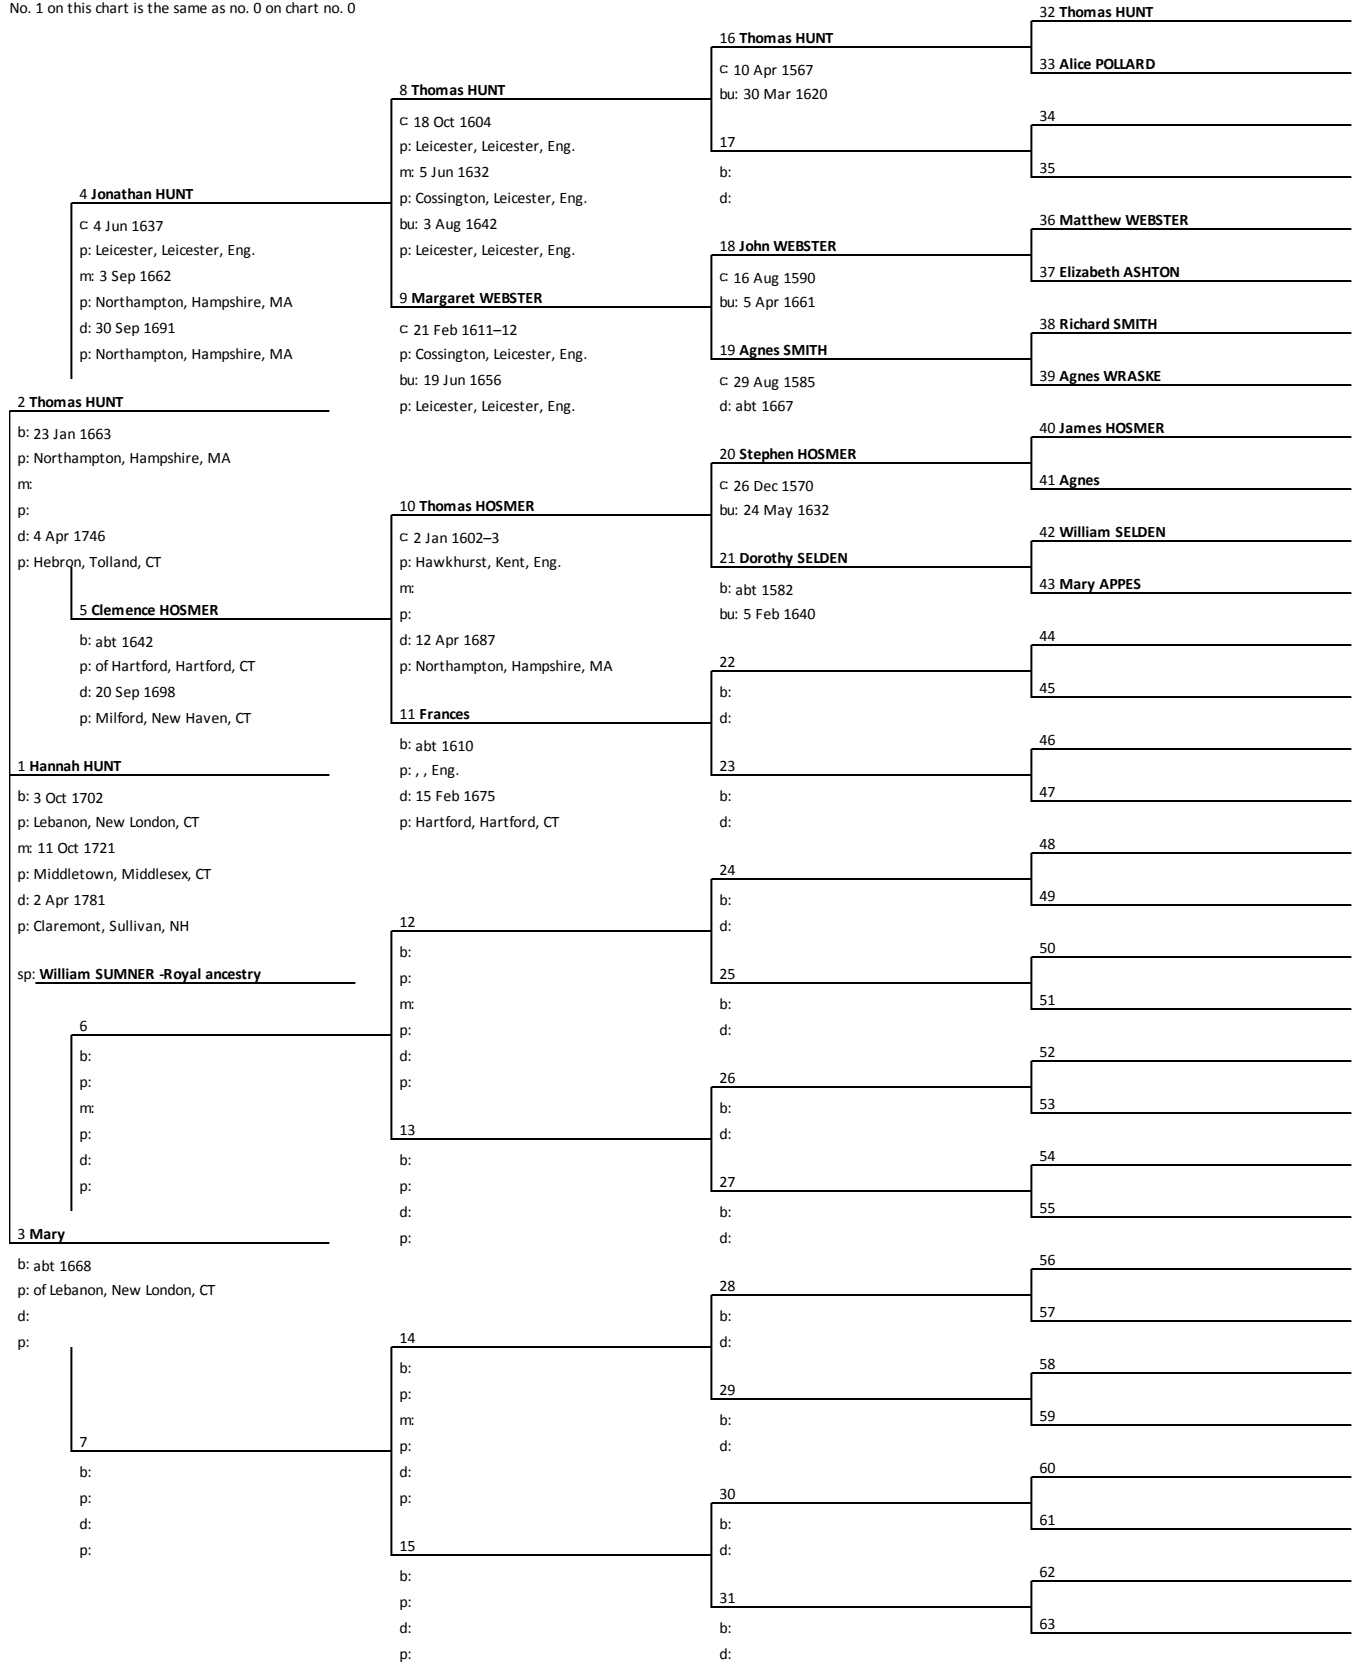 No. 1 on this chart is the same as no. 0 on chart no. 0
4 Jonathan HUNT
c: 4 Jun 1637
p: Leicester, Leicester, Eng.
m: 3 Sep 1662
p: Northampton, Hampshire, MA
d: 30 Sep 1691
p: Northampton, Hampshire, MA
2 Thomas HUNT
b: 23 Jan 1663
p: Northampton, Hampshire, MA
m:
p:
d: 4 Apr 1746
p: Hebron, Tolland, CT
5 Clemence HOSMER
b: abt 1642
p: of Hartford, Hartford, CT
d: 20 Sep 1698
p: Milford, New Haven, CT
1 Hannah HUNT
b: 3 Oct 1702
p: Lebanon, New London, CT
m: 11 Oct 1721
p: Middletown, Middlesex, CT
d: 2 Apr 1781
p: Claremont, Sullivan, NH
sp: William SUMNER -Royal ancestry
6
b:
p:
m:
p:
d:
p:
3 Mary
b: abt 1668
p: of Lebanon, New London, CT
d:
p:
7
b:
p:
d:
p:
8 Thomas HUNT
c: 18 Oct 1604
p: Leicester, Leicester, Eng.
m: 5 Jun 1632
p: Cossington, Leicester, Eng.
bu: 3 Aug 1642
p: Leicester, Leicester, Eng.
9 Margaret WEBSTER
c: 21 Feb 1611–12
p: Cossington, Leicester, Eng.
bu: 19 Jun 1656
p: Leicester, Leicester, Eng.
10 Thomas HOSMER
c: 2 Jan 1602–3
p: Hawkhurst, Kent, Eng.
m:
p:
d: 12 Apr 1687
p: Northampton, Hampshire, MA
11 Frances
b: abt 1610
p: , , Eng.
d: 15 Feb 1675
p: Hartford, Hartford, CT
12
b:
p:
m:
p:
d:
p:
13
b:
p:
d:
p:
14
b:
p:
m:
p:
d:
p:
15
b:
p:
d:
p:
16 Thomas HUNT
c: 10 Apr 1567
bu: 30 Mar 1620
17
b:
d:
18 John WEBSTER
c: 16 Aug 1590
bu: 5 Apr 1661
19 Agnes SMITH
c: 29 Aug 1585
d: abt 1667
20 Stephen HOSMER
c: 26 Dec 1570
bu: 24 May 1632
21 Dorothy SELDEN
b: abt 1582
bu: 5 Feb 1640
22
b:
d:
23
b:
d:
24
b:
d:
25
b:
d:
26
b:
d:
27
b:
d:
28
b:
d:
29
b:
d:
30
b:
d:
31
b:
d:
32 Thomas HUNT
33 Alice POLLARD
34
35
36 Matthew WEBSTER
37 Elizabeth ASHTON
38 Richard SMITH
39 Agnes WRASKE
40 James HOSMER
41 Agnes
42 William SELDEN
43 Mary APPES
44
45
46
47
48
49
50
51
52
53
54
55
56
57
58
59
60
61
62
63